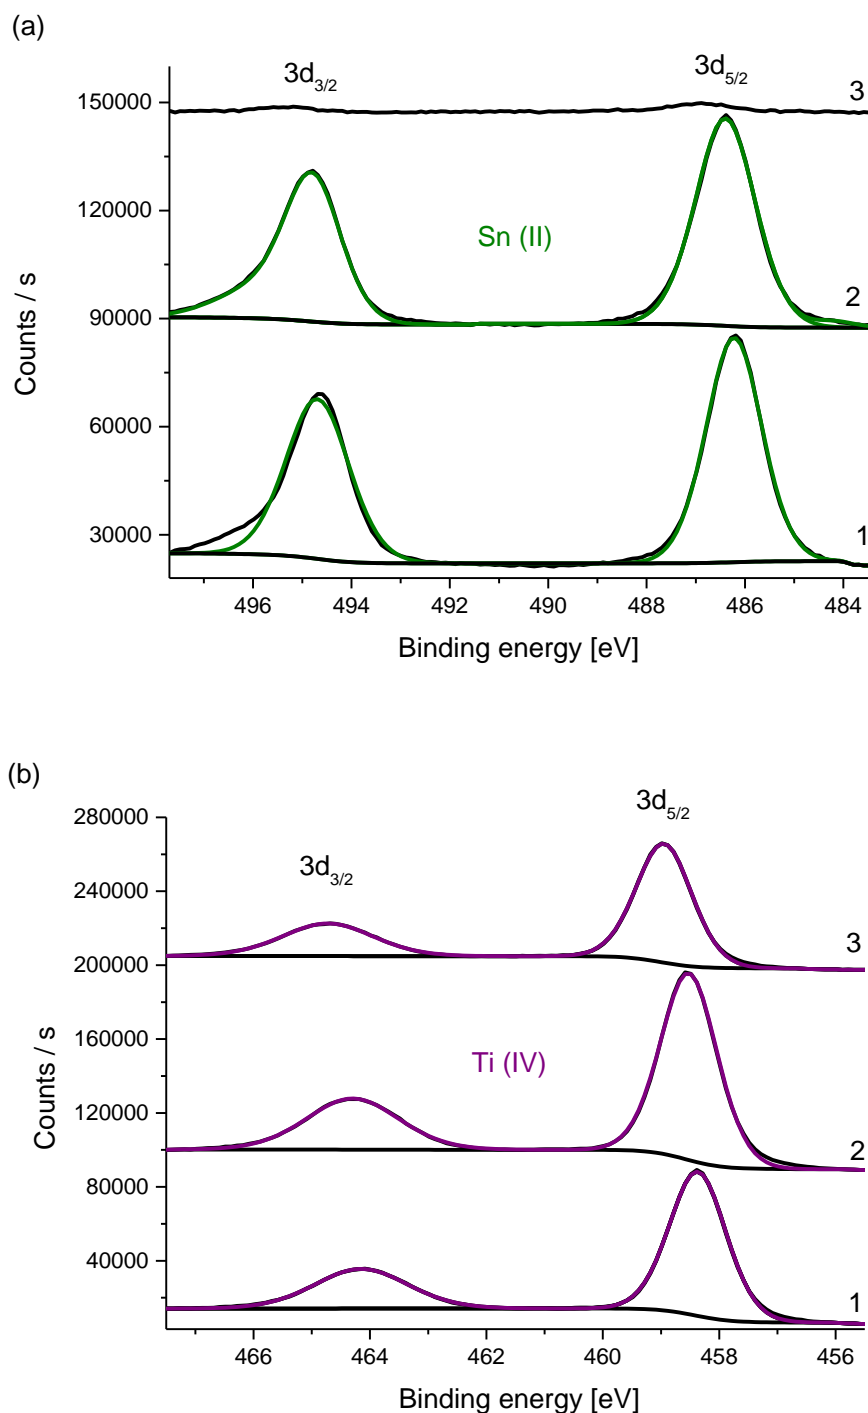 (a)
3d3/2
3d5/2
150000
3
120000
Sn (II)
90000
2
60000
30000
1
496
494
492
490
488
486
484
Counts / s
Binding energy [eV]
(b)
280000
3d5/2
3d3/2
240000
3
200000
160000
Ti (IV)
120000
2
80000
40000
1
466
464
462
460
458
456
Counts / s
Binding energy [eV]